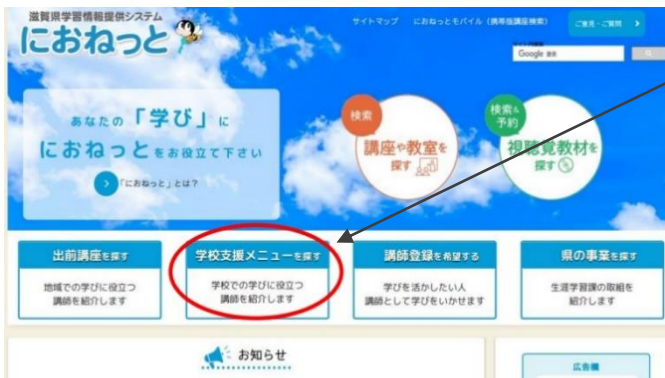 滋賀県学習情報提供システム
におねっと
サイトマップ
におねっとモバイル(携帯版講座検索)
ご意見・ご質問
Google
あなたの「学び」に
におねっとをお役立て下さい
「におねっと」とは?
検索
講座や教室を
探す
検索&
予約
視聴覚教材を
探す
出前講座を探す
地域での学びに役立つ
講師を紹介します
学校支援メニューを探す
学校での学びに役立つ
講師を紹介します
講師登録を希望する
学びを活かしたい人
講師として学びをいかせます
県の事業を探す
生涯学習課の取組を
紹介します
お知らせ
広告欄